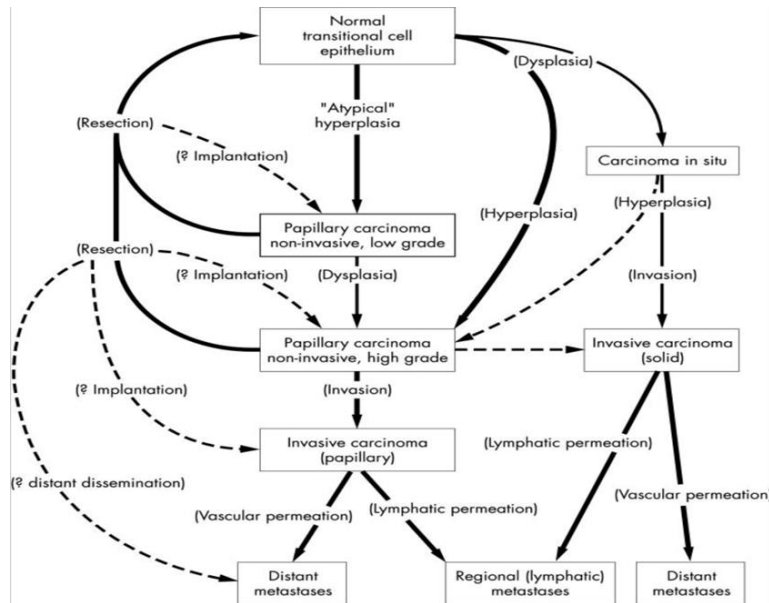 Normal
transitional cell
epithelium
(Dysplasia)
"Atypical"
hyperplasia
(Resection)
(? Implantation)
Carcinoma in situ
(Hyperplasia)
(Hyperplasia)
Papillary carcinoma
non-invasive, low grade
(Resection)
(? Implantation)
(Dysplasia)
(Invasion)
Papillary carcinoma
non-invasive, high grade
Invasive carcinoma
(solid)
(Invasion)
(? Implantation)
Invasive carcinoma
(papillary)
(Lymphatic permeation)
(? distant dissemination)
(Vascular permeation)
(Lymphatic permeation)
(Vascular permeation)
Distant
metastases
Regional (lymphatic)
metastases
Distant
metastases